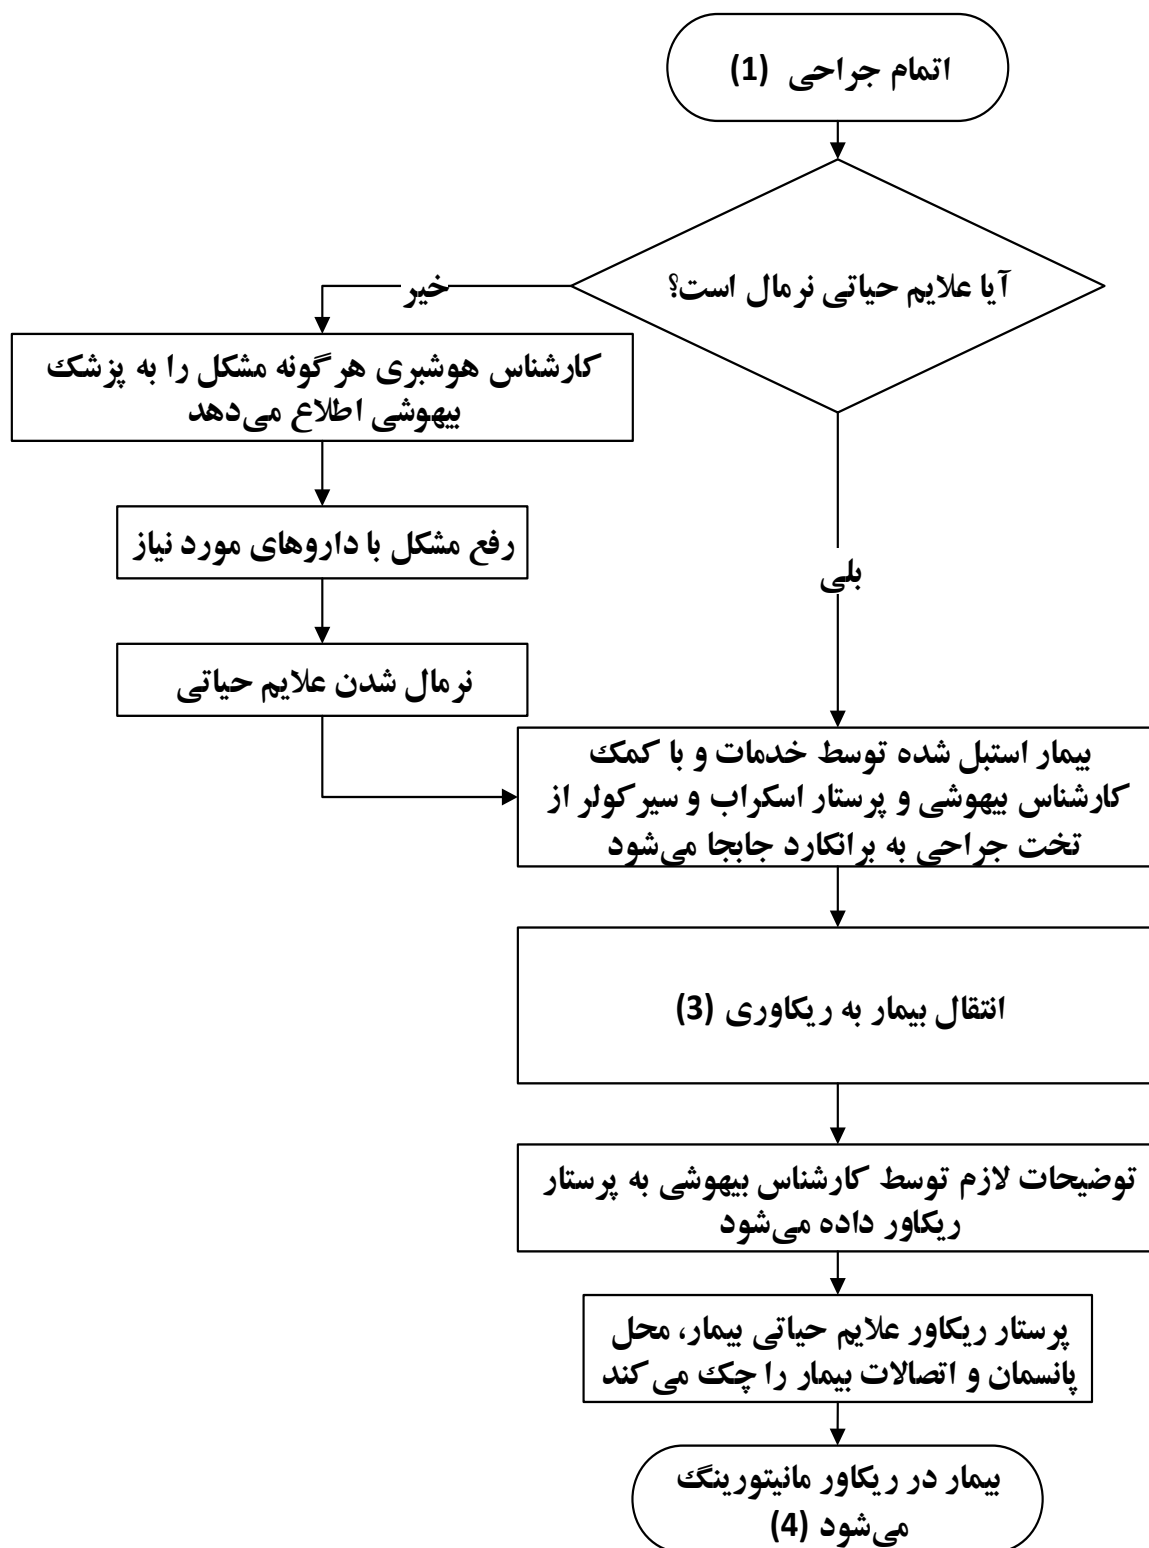 اتمام جراحی (1)
آیا علایم حیاتی نرمال است؟
خیر
کارشناس هوشبری هرگونه مشکل را به پزشک
بیهوشی اطلاع می‌دهد
رفع مشکل با داروهای مورد نیاز
نرمال شدن علایم حیاتی
بلی
بیمار استبل شده توسط خدمات و با کمک
کارشناس بیهوشی و پرستار اسکراب و سیرکولر از
تخت جراحی به برانکارد جابجا می‌شود
انتقال بیمار به ریکاوری (3)
توضیحات لازم توسط کارشناس بیهوشی به پرستار
ریکاور داده می‌شود
پرستار ریکاور علایم حیاتی بیمار، محل
پانسمان و اتصالات بیمار را چک می کند
بیمار در ریکاور مانیتورینگ
می‌شود (4)